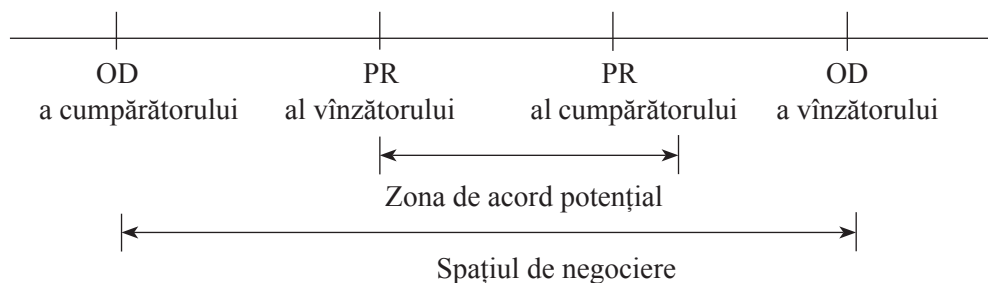 OD PR PR OD
a cumpărătorului al vînzătorului al cumpărătorului a vînzătorului
Zona de acord potențial
Spațiul de negociere